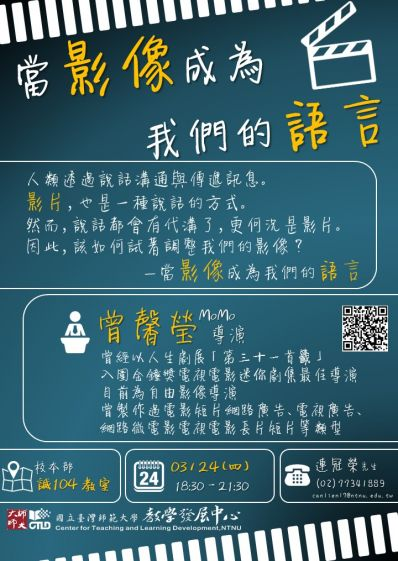 當影像成為
我們的語言
人類透過說話溝通與傳遞訊息。
影片，也是一種說話的方式。
然而，說話都會有代溝了，更何況是影片。
因此，該如何試著調整我們的影像？
—當影像成為我們的語言
曾馨瑩 MoMo 導演
曾經以人生劇展「第三十一首籤」
入圍金鐘獎電視電影迷你劇集最佳導演
目前為自由影像導演
曾製作過電影短片網路廣告、電視廣告、
網路微電影電視電影長片短片等類型
校本部
誠104教室
24
03/24(四)
18:30 - 21:30
連冠榮先生
(02)77341889
canlien17@ntnu.edu.tw
大師
師大
CTLD
國立臺灣師範大學 教學發展中心
Center for Teaching and Learning Development,NTNU